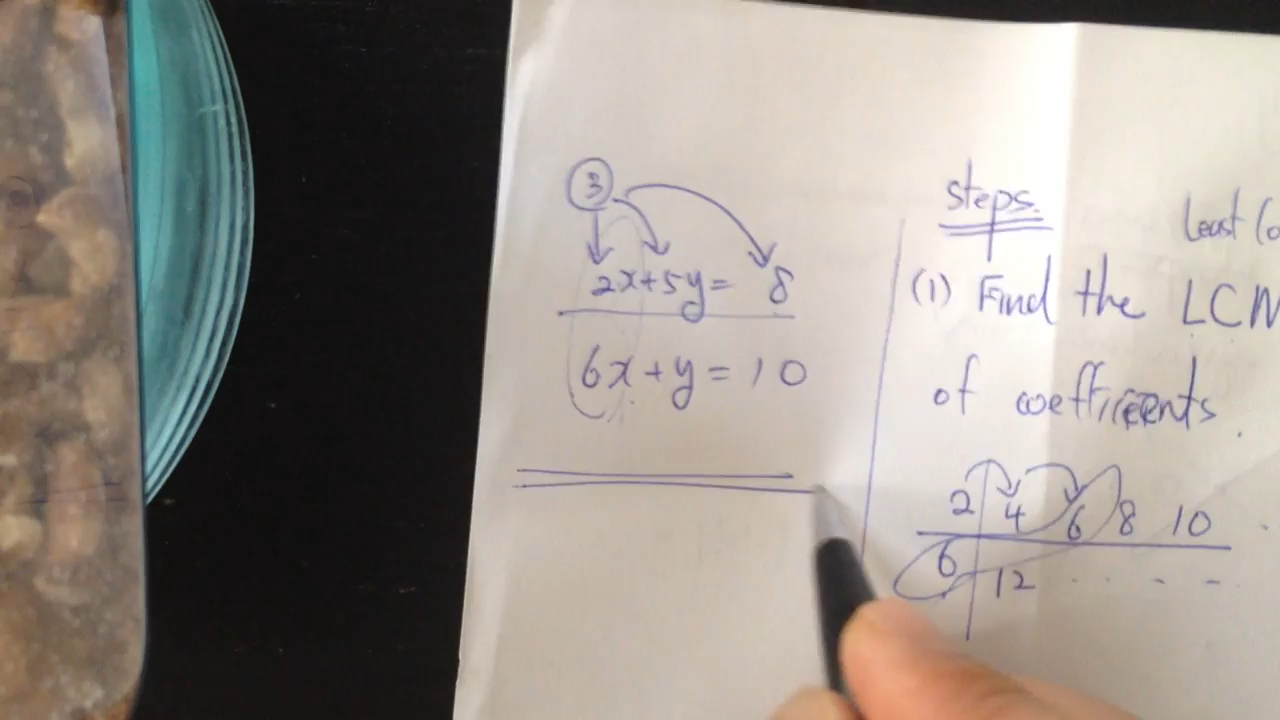 3
2x+5y= 8
6x+y=10
steps.
Least
(1) Find the LCM
of coefficients.
2 4 6 8 10 .
6 12 . . - -